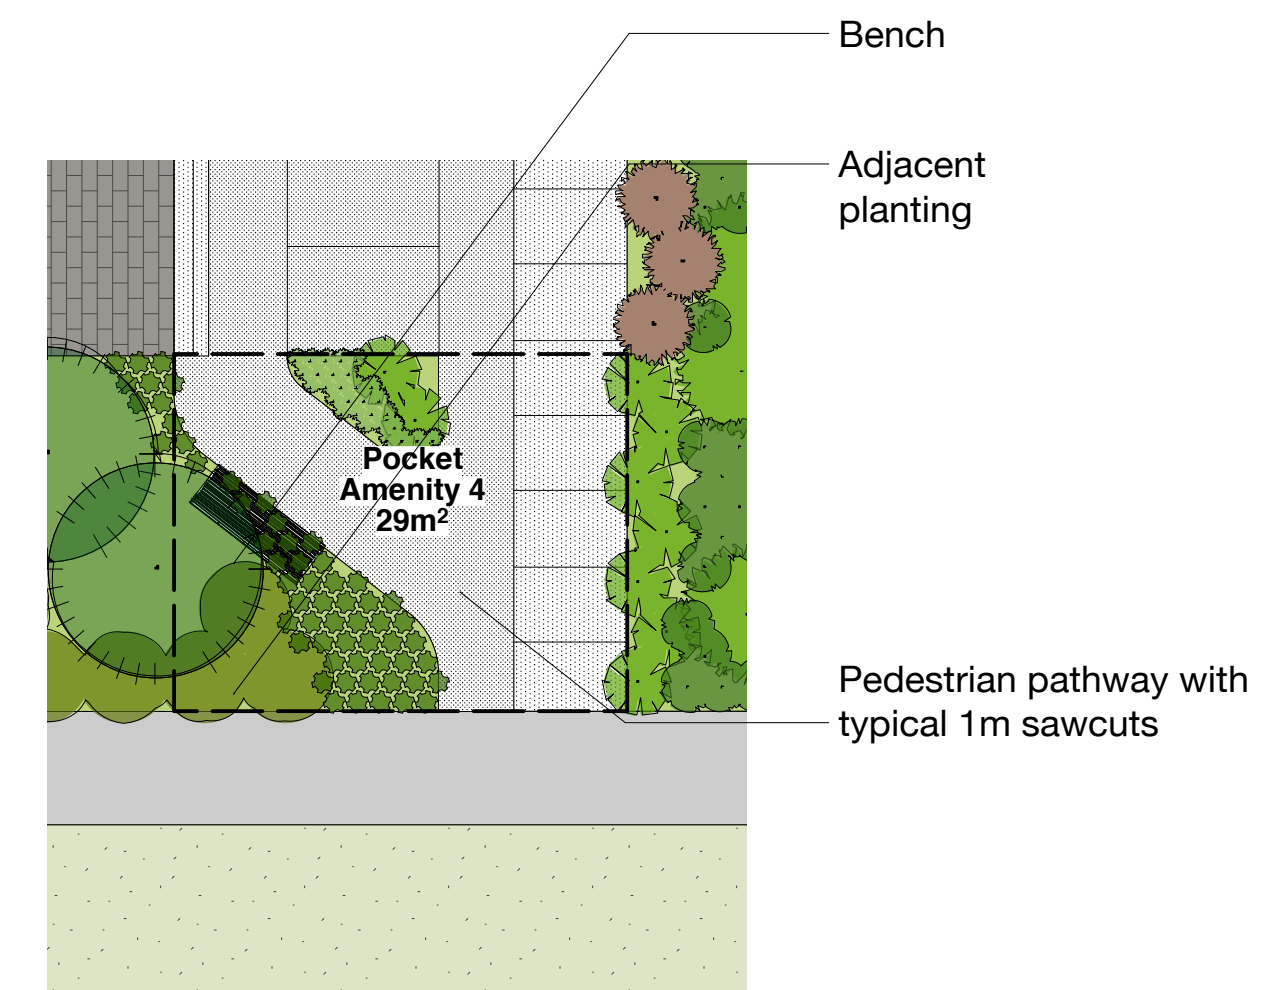 Bench
Adjacent
planting
Pocket
Amenity 4
29m²
Pedestrian pathway with
typical 1m sawcuts